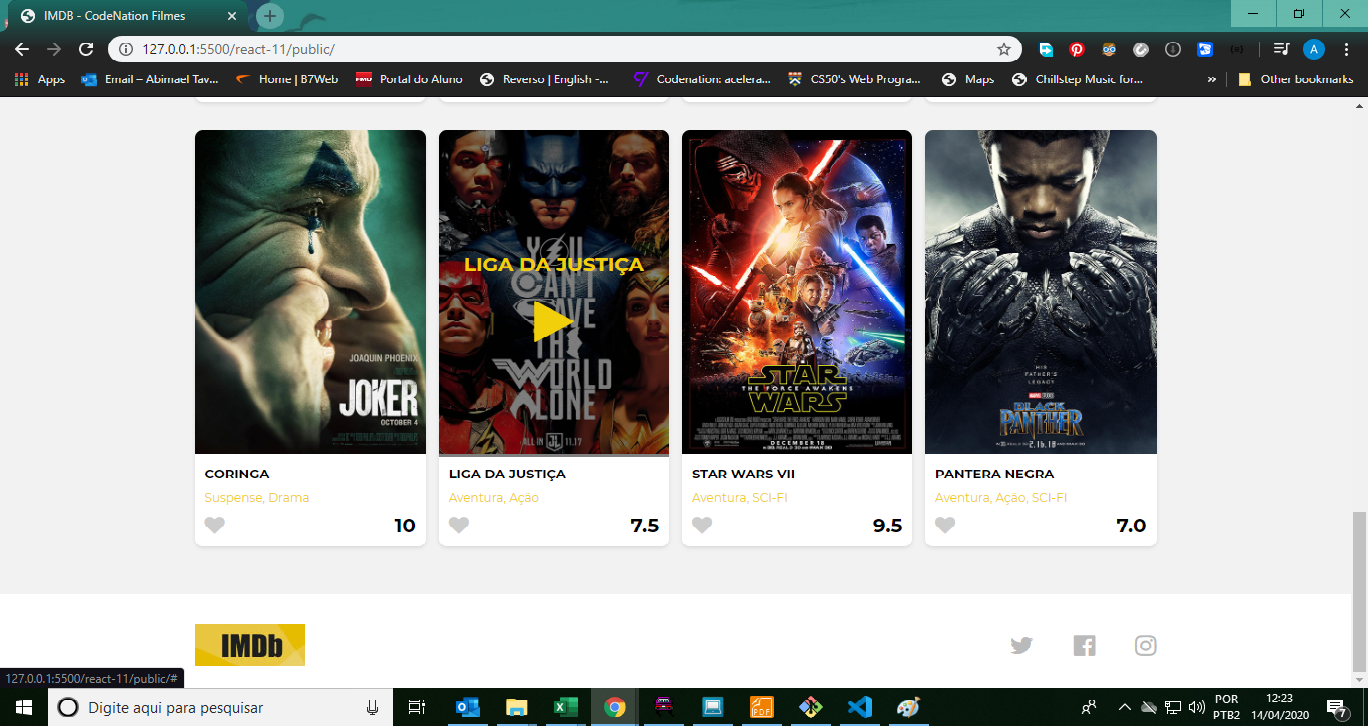 IMDB - CodeNation Filmes
127.0.0.1:5500/react-11/public/
A
Apps
Email – Abimael Tav...
Home | B7Web
Portal do Aluno
Reverso | English -...
Codenation: acelera...
CS50's Web Progra...
Maps
Chillstep Music for...
»
Other bookmarks
JOAQUIN PHOENIX
JOKER
OCTOBER 4
CORINGA
Suspense, Drama
10
LIGA DA JUSTIÇA
YOU
CAN'T
SAVE
THE
WORLD
ALONE
ALL IN JL 11.17
LIGA DA JUSTIÇA
Aventura, Ação
7.5
STAR
THE FORCE AWAKENS
WARS
DECEMBER 18
STAR WARS VII
Aventura, SCI-FI
9.5
HIS
FATHER'S
LEGACY
MARVEL STUDIOS
BLACK
PANTHER
2.16.18
PANTERA NEGRA
Aventura, Ação, SCI-FI
7.0
IMDb
127.0.0.1:5500/react-11/public/#
Digite aqui para pesquisar
PDF
POR
PTB2
12:23
14/04/2020
7